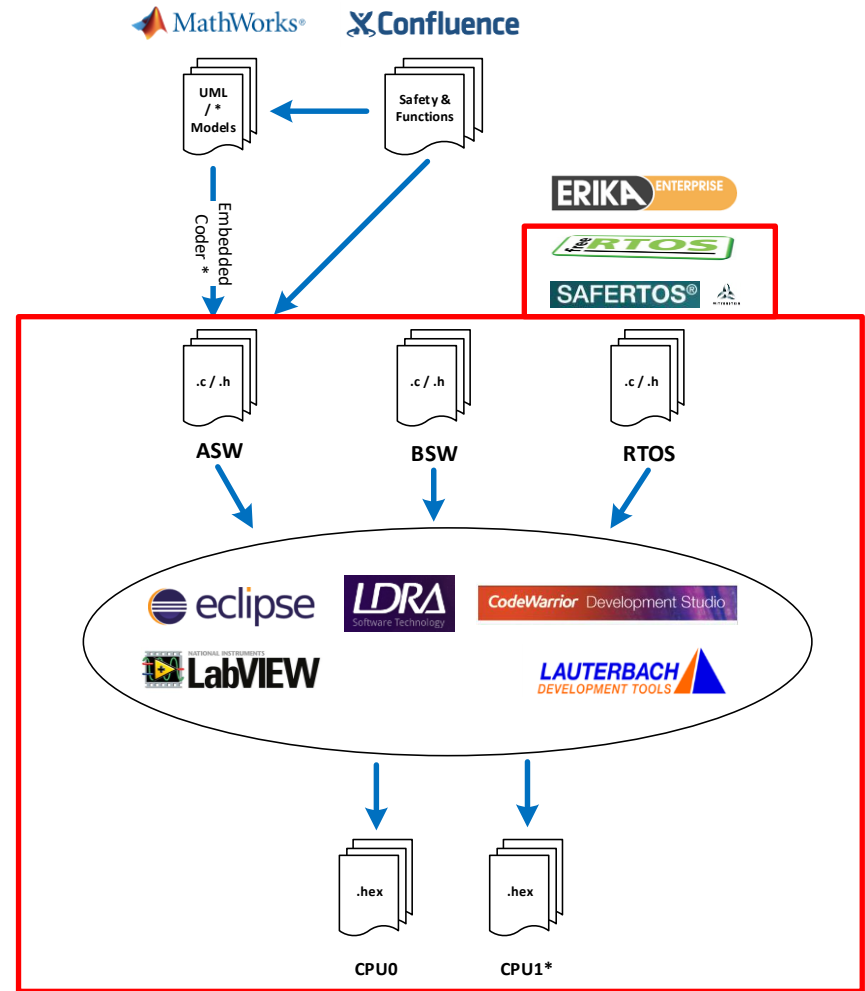 MathWorks®
Confluence
UML
/ *
Models
Safety &
Functions
Embedded
Coder *
ERIKA ENTERPRISE
free RTOS
SAFERTOS®
.c / .h
.c / .h
.c / .h
ASW
BSW
RTOS
eclipse
LDRA
Software Technology
CodeWarrior Development Studio
NATIONAL INSTRUMENTS
LabVIEW
LAUTERBACH
DEVELOPMENT TOOLS
.hex
.hex
CPU0
CPU1*